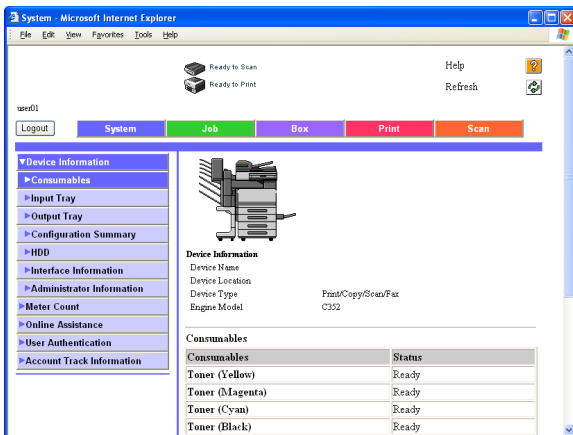 System - Microsoft Internet Explorer
File Edit View Favorites Tools Help
Ready to Scan
Ready to Print
Help
Refresh
user01
Logout System Job Box Print Scan
▼Device Information
▶Consumables
▶Input Tray
▶Output Tray
▶Configuration Summary
▶HDD
▶Interface Information
▶Administrator Information
▶Meter Count
▶Online Assistance
▶User Authentication
▶Account Track Information
Device Information
Device Name
Device Location
Device Type Print/Copy/Scan/Fax
Engine Model C352
Consumables
Consumables Status
Toner (Yellow) Ready
Toner (Magenta) Ready
Toner (Cyan) Ready
Toner (Black) Ready